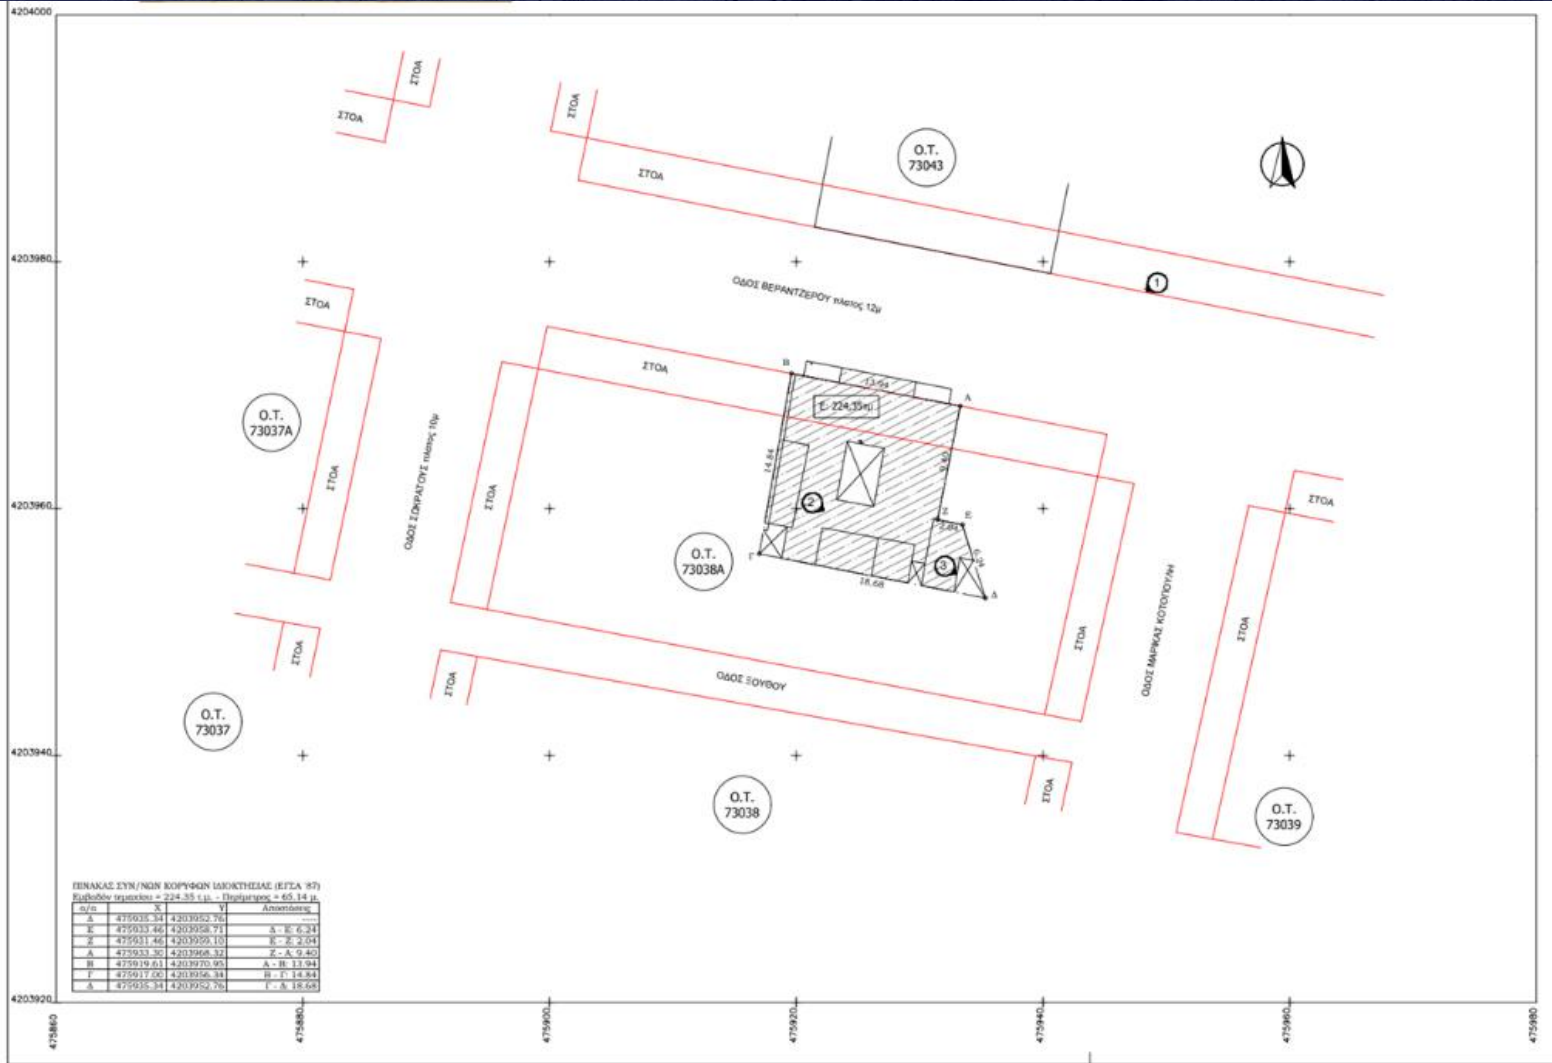 4204000
ΣΤΟΑ
ΣΤΟΑ
ΣΤΟΑ
ΣΤΟΑ
Ο.Τ.
73043
4203980
1
ΟΔΟΣ ΒΕΡΑΝΤΖΕΡΟΥ πλατος 12μ
ΣΤΟΑ
ΣΤΟΑ
Β
13.94
Α
Ε: 224.35τμ
Ο.Τ.
73037Α
ΟΔΟΣ ΣΩΚΡΑΤΟΥΣ πλατος 10μ
ΣΤΟΑ
ΣΤΟΑ
14.84
9.40
ΣΤΟΑ
4203960
2
Ζ
Ε
2.04
6.24
3
Γ
18.68
Δ
Ο.Τ.
73038Α
ΟΔΟΣ ΜΑΡΙΚΑΣ ΚΟΤΟΠΟΥΛΗ
ΣΤΟΑ
ΣΤΟΑ
ΣΤΟΑ
ΣΤΟΑ
ΟΔΟΣ ΞΟΥΘΟΥ
Ο.Τ.
73037
4203940
ΣΤΟΑ
Ο.Τ.
73038
Ο.Τ.
73039
ΠΙΝΑΚΑΣ ΣΥΝ/ΝΩΝ ΚΟΡΥΦΩΝ ΙΔΙΟΚΤΗΣΙΑΣ (ΕΓΣΑ '87)
Εμβαδόν τεμαχίου = 224.35 τ.μ. - Περίμετρος = 65.14 μ.
α/α Χ Υ Αποστάσεις
Δ 475935.34 4203952.76 ----
Ε 475933.46 4203958.71 Δ - Ε: 6.24
Ζ 475931.46 4203959.10 Ε - Ζ: 2.04
Α 475933.30 4203968.32 Ζ - Α: 9.40
Β 475919.61 4203970.95 Α - Β: 13.94
Γ 475917.00 4203956.34 Β - Γ: 14.84
Δ 475935.34 4203952.76 Γ - Δ: 18.68
4203920
475860
475880
475900
475920
475940
475960
475980